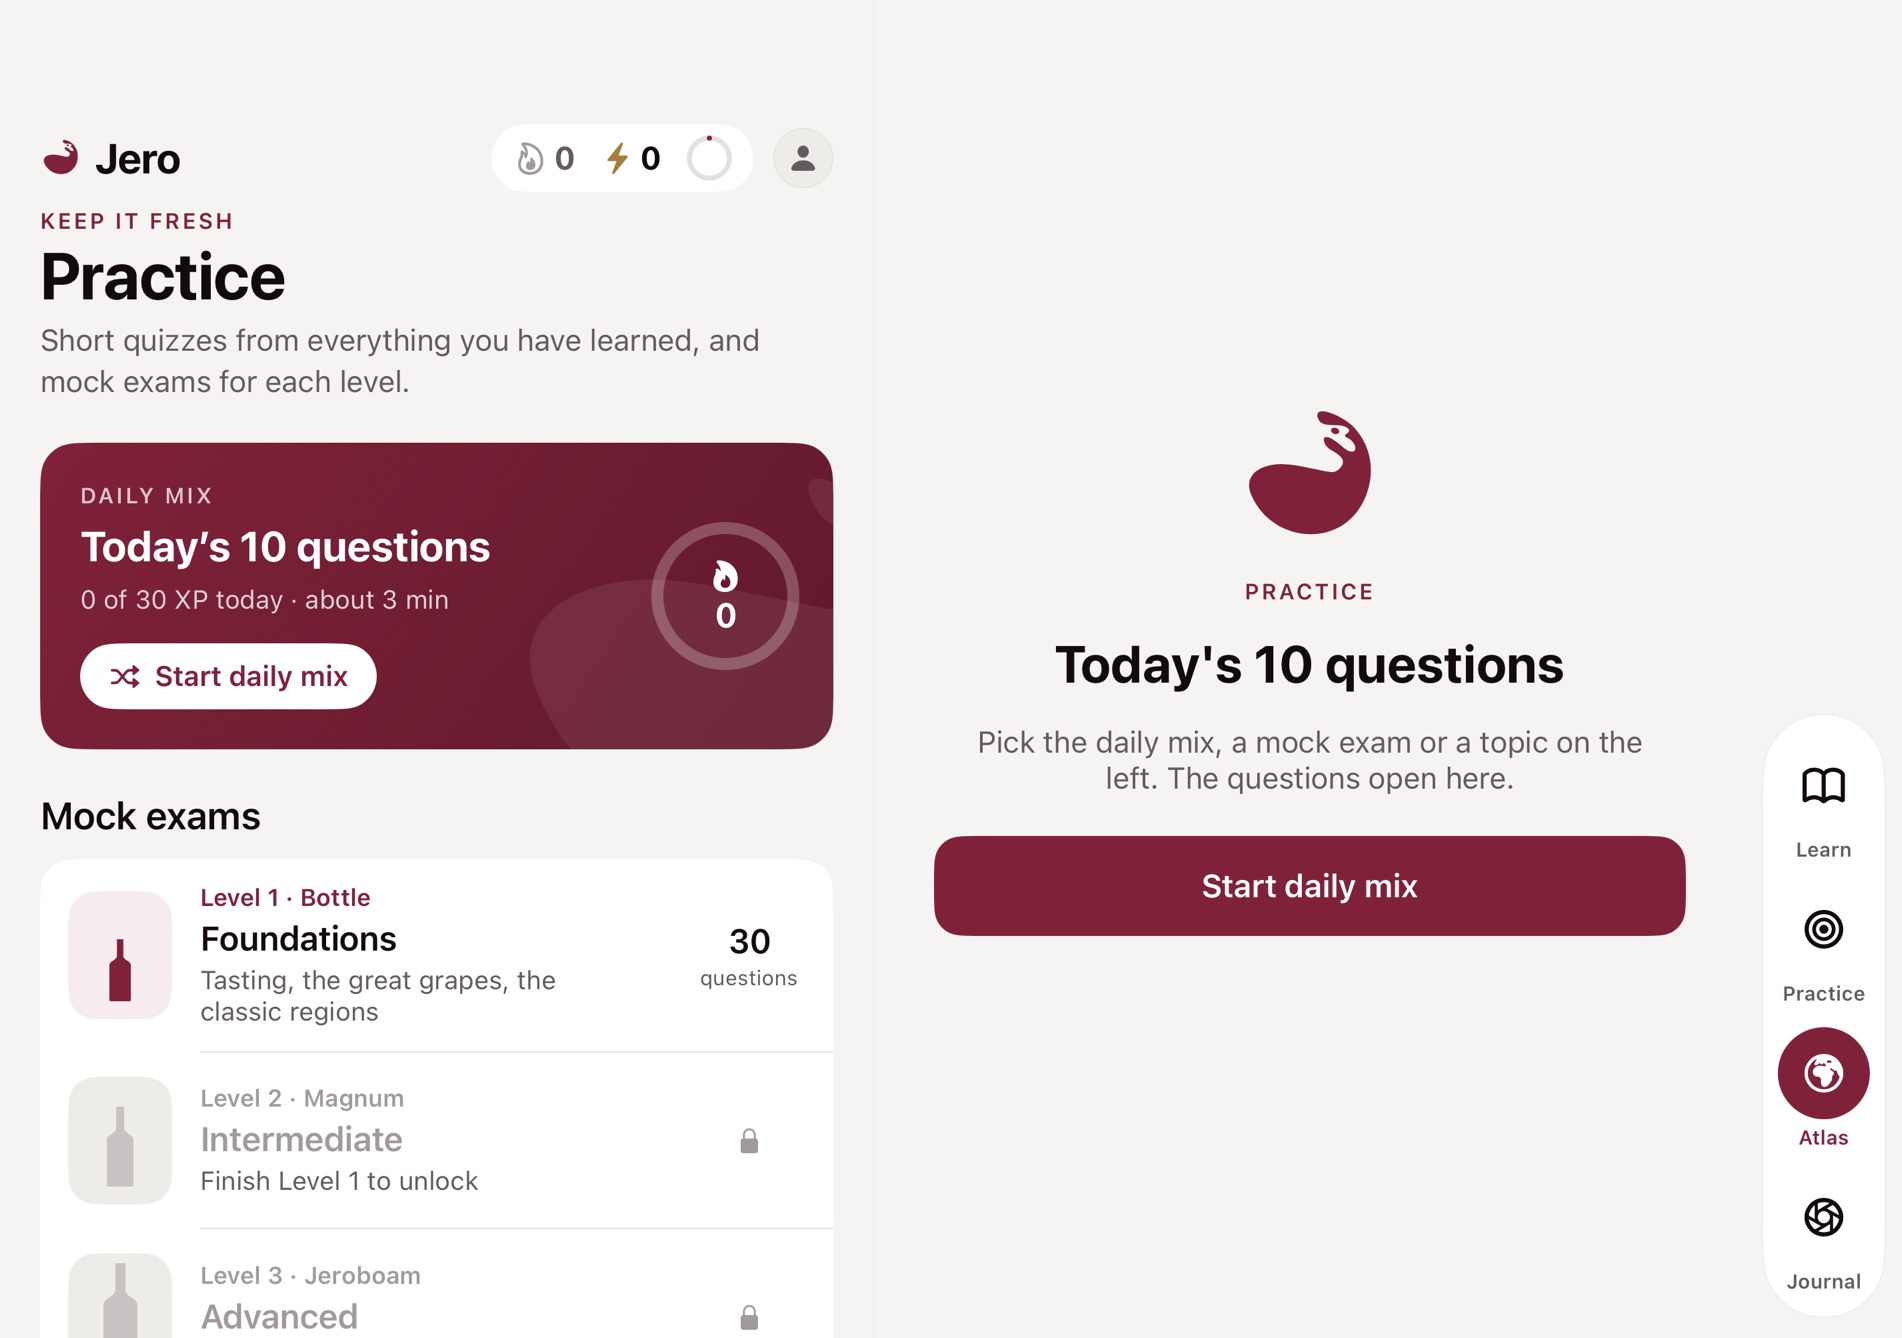 Jero
0
0
KEEP IT FRESH
Practice
Short quizzes from everything you have learned, and
mock exams for each level.
DAILY MIX
Today’s 10 questions
0 of 30 XP today · about 3 min
0
Start daily mix
Mock exams
Level 1 · Bottle
Foundations
Tasting, the great grapes, the
classic regions
30
questions
Level 2 · Magnum
Intermediate
Finish Level 1 to unlock
Level 3 · Jeroboam
Advanced
PRACTICE
Today's 10 questions
Pick the daily mix, a mock exam or a topic on the
left. The questions open here.
Start daily mix
Learn
Practice
Atlas
Journal